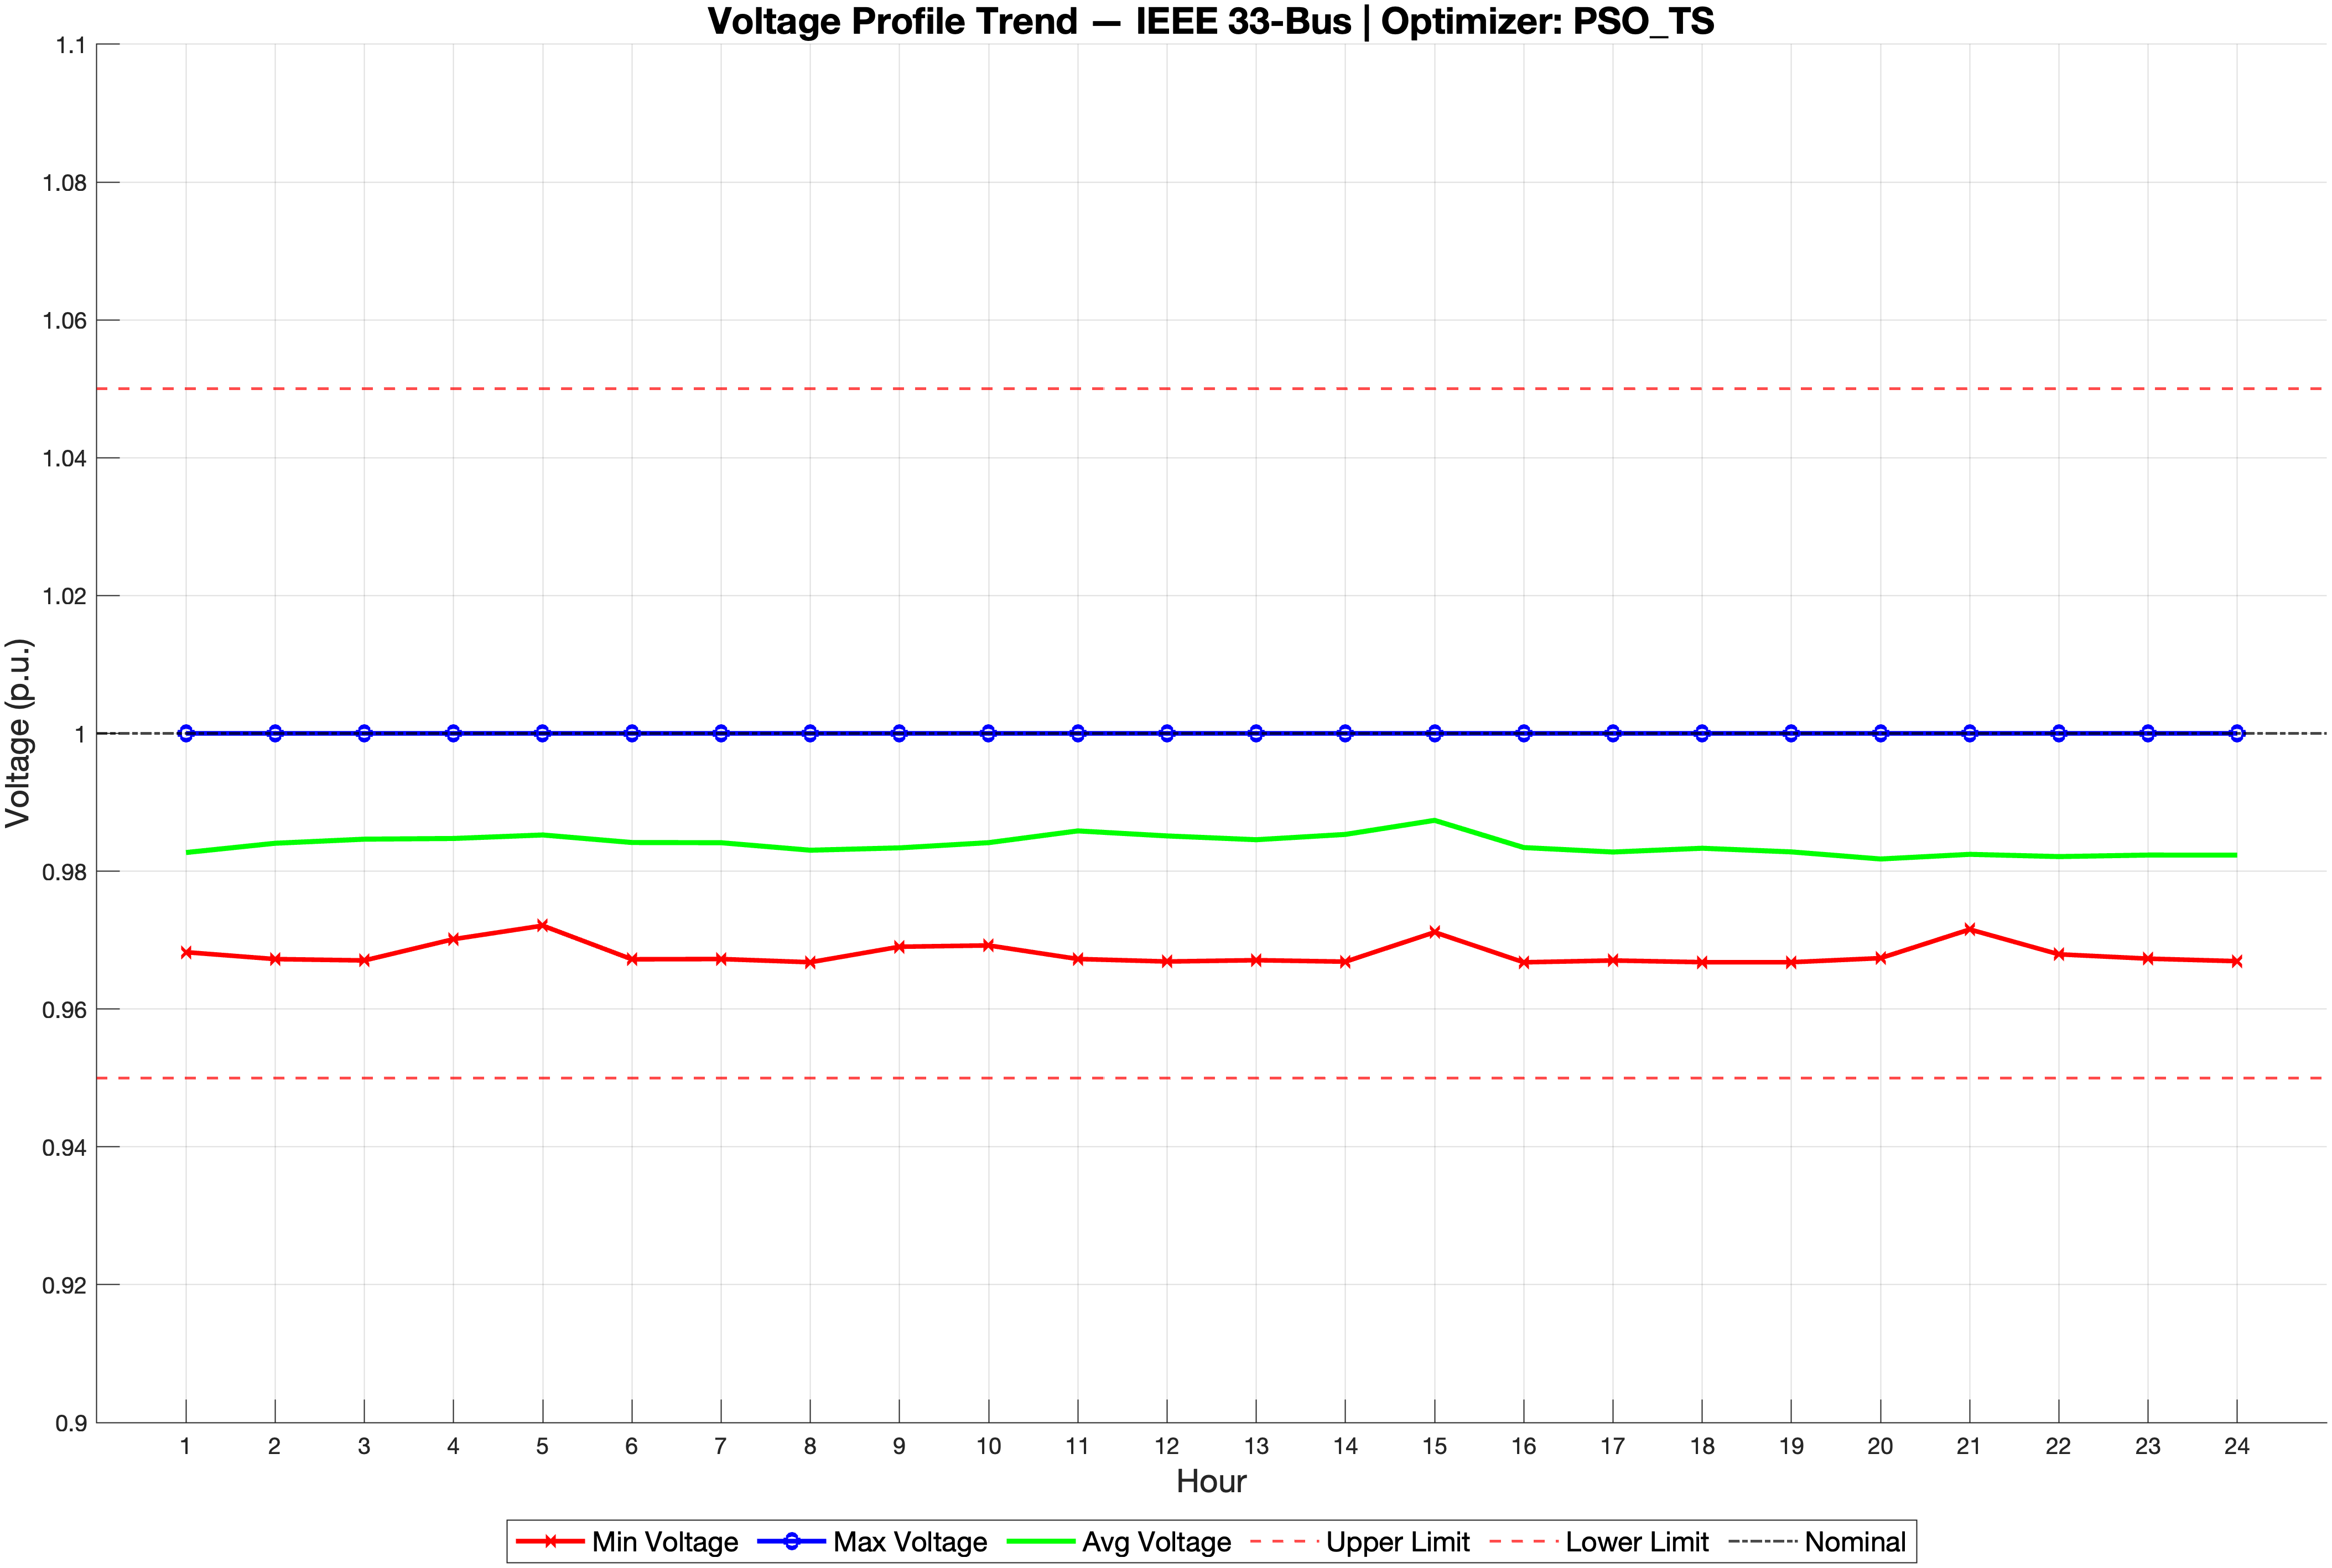 Voltage Profile Trend — IEEE 33-Bus | Optimizer: PSO_TS
1.1
1.08
1.06
1.04
1.02
1
0.98
0.96
0.94
0.92
0.9
Voltage (p.u.)
1 2 3 4 5 6 7 8 9 10 11 12 13 14 15 16 17 18 19 20 21 22 23 24
Hour
Min Voltage Max Voltage Avg Voltage Upper Limit Lower Limit Nominal